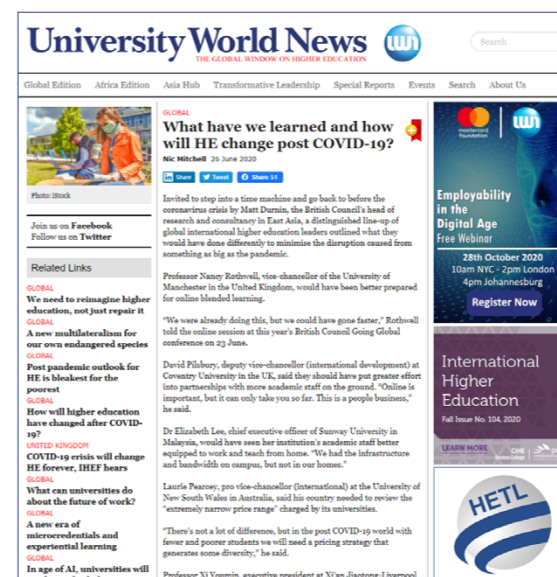 University World News
THE GLOBAL WINDOW ON HIGHER EDUCATION
Search
Global Edition Africa Edition Asia Hub Transformative Leadership Special Reports Events Search About Us
Photo: iStock
Join us on Facebook
Follow us on Twitter
Related Links
GLOBAL
We need to reimagine higher
education, not just repair it
GLOBAL
A new multilateralism for
our own endangered species
GLOBAL
Post pandemic outlook for
HE is bleakest for the
poorest
GLOBAL
How will higher education
have changed after COVID-
19?
UNITED KINGDOM
COVID-19 crisis will change
HE forever, IHEF hears
GLOBAL
What can universities do
about the future of work?
GLOBAL
A new era of
microcredentials and
experiential learning
GLOBAL
In age of AI, universities will
GLOBAL
What have we learned and how
will HE change post COVID-19?
Nic Mitchell 26 June 2020
in Share Tweet Share 51
Invited to step into a time machine and go back to before the
coronavirus crisis by Matt Durnin, the British Council's head of
research and consultancy in East Asia, a distinguished line-up of
global international higher education leaders outlined what they
would have done differently to minimise the disruption caused from
something as big as the pandemic.
Professor Nancy Rothwell, vice-chancellor of the University of
Manchester in the United Kingdom, would have been better prepared
for online blended learning.
“We were already doing this, but we could have gone faster,” Rothwell
told the online session at this year's British Council Going Global
conference on 23 June.
David Pilsbury, deputy vice-chancellor (international development) at
Coventry University in the UK, said they should have put greater effort
into partnerships with more academic staff on the ground. “Online is
important, but it can only take you so far. This is a people business,”
he said.
Dr Elizabeth Lee, chief executive officer of Sunway University in
Malaysia, would have seen her institution's academic staff better
equipped to work and teach from home. “We had the infrastructure
and bandwidth on campus, but not in our homes.”
Laurie Pearcey, pro vice-chancellor (international) at the University of
New South Wales in Australia, said his country needed to review the
“extremely narrow price range” charged by its universities.
“There's not a lot of difference, but in the post COVID-19 world with
fewer and poorer students we will need a pricing strategy that
generates some diversity,” he said.
Professor Xi Youmin, executive president at Xi'an Jiaotong-Liverpool
mastercard
foundation
uwn
Employability
in the
Digital Age
Free Webinar
28th October 2020
10am NYC - 2pm London
4pm Johannesburg
Register Now
International
Higher
Education
Fall Issue No. 104, 2020
LEARN MORE
CIHE
Boston College
HETL